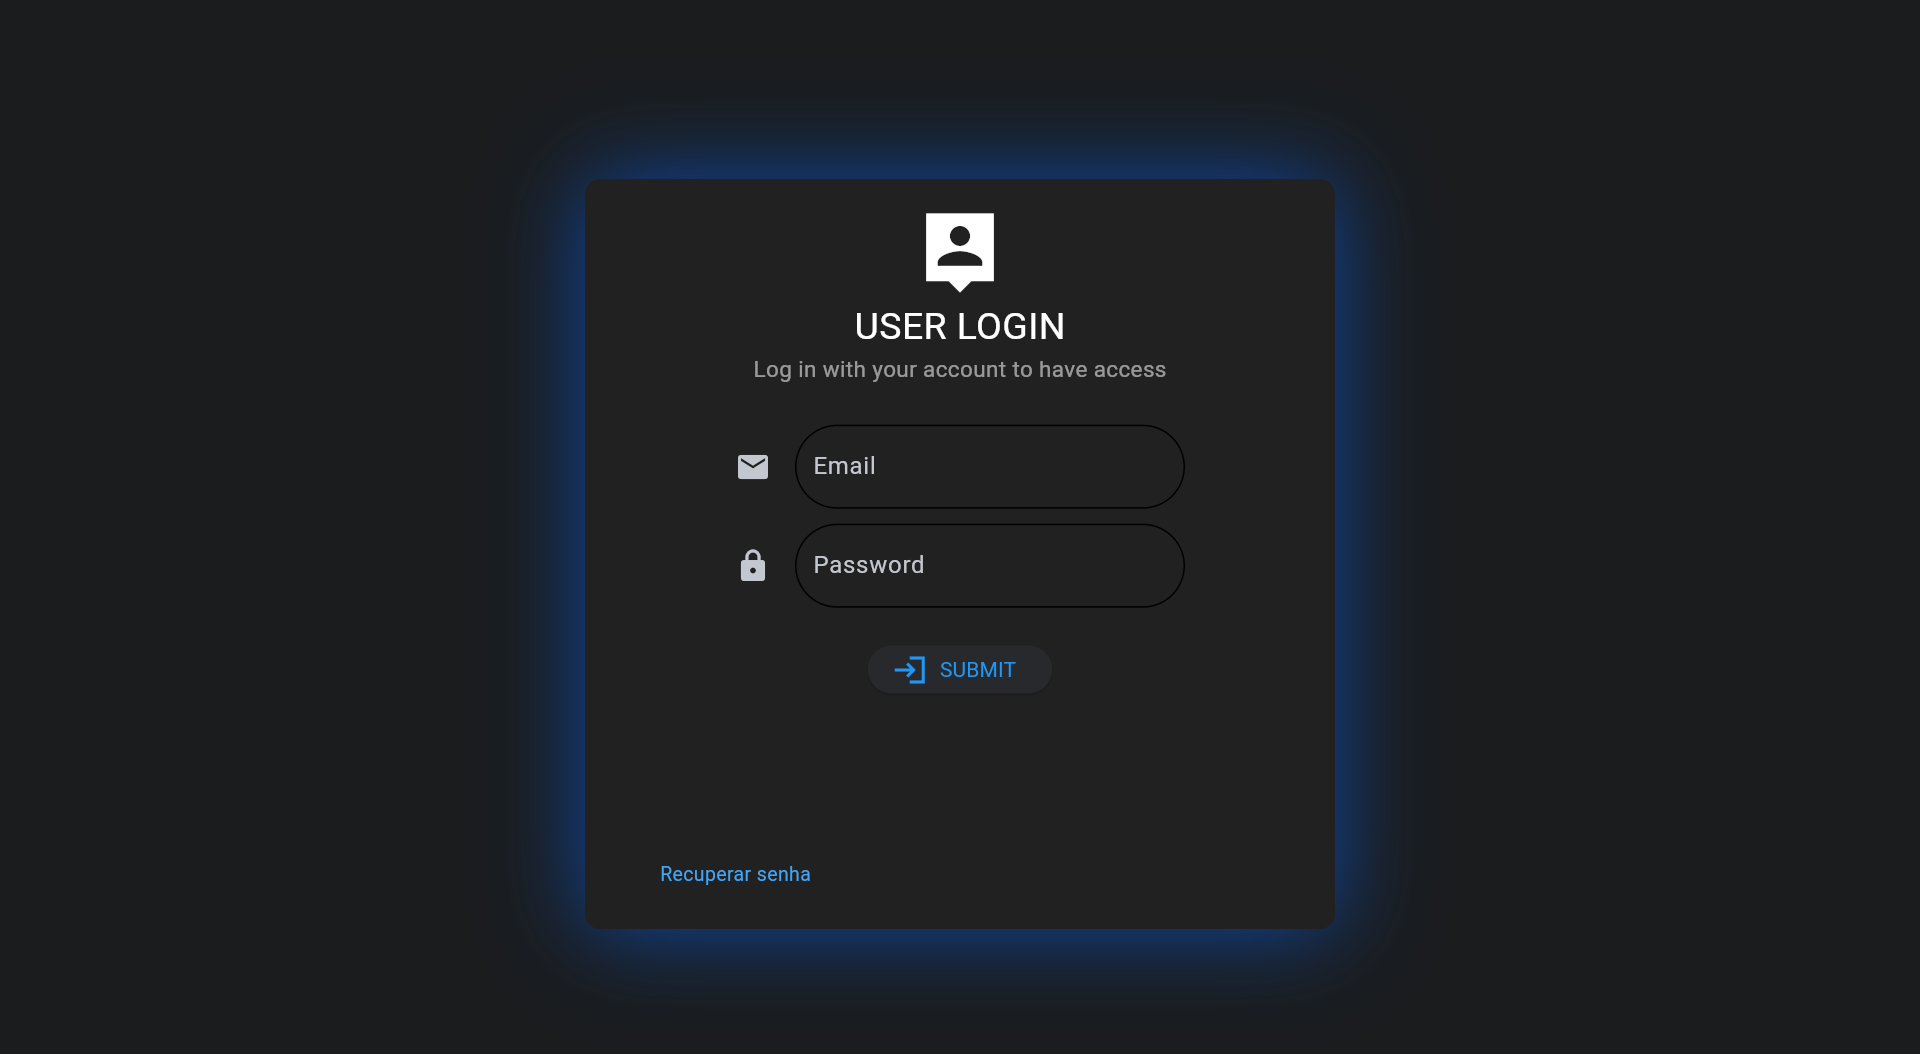 USER LOGIN
Log in with your account to have access
Email
Password
SUBMIT
Recuperar senha